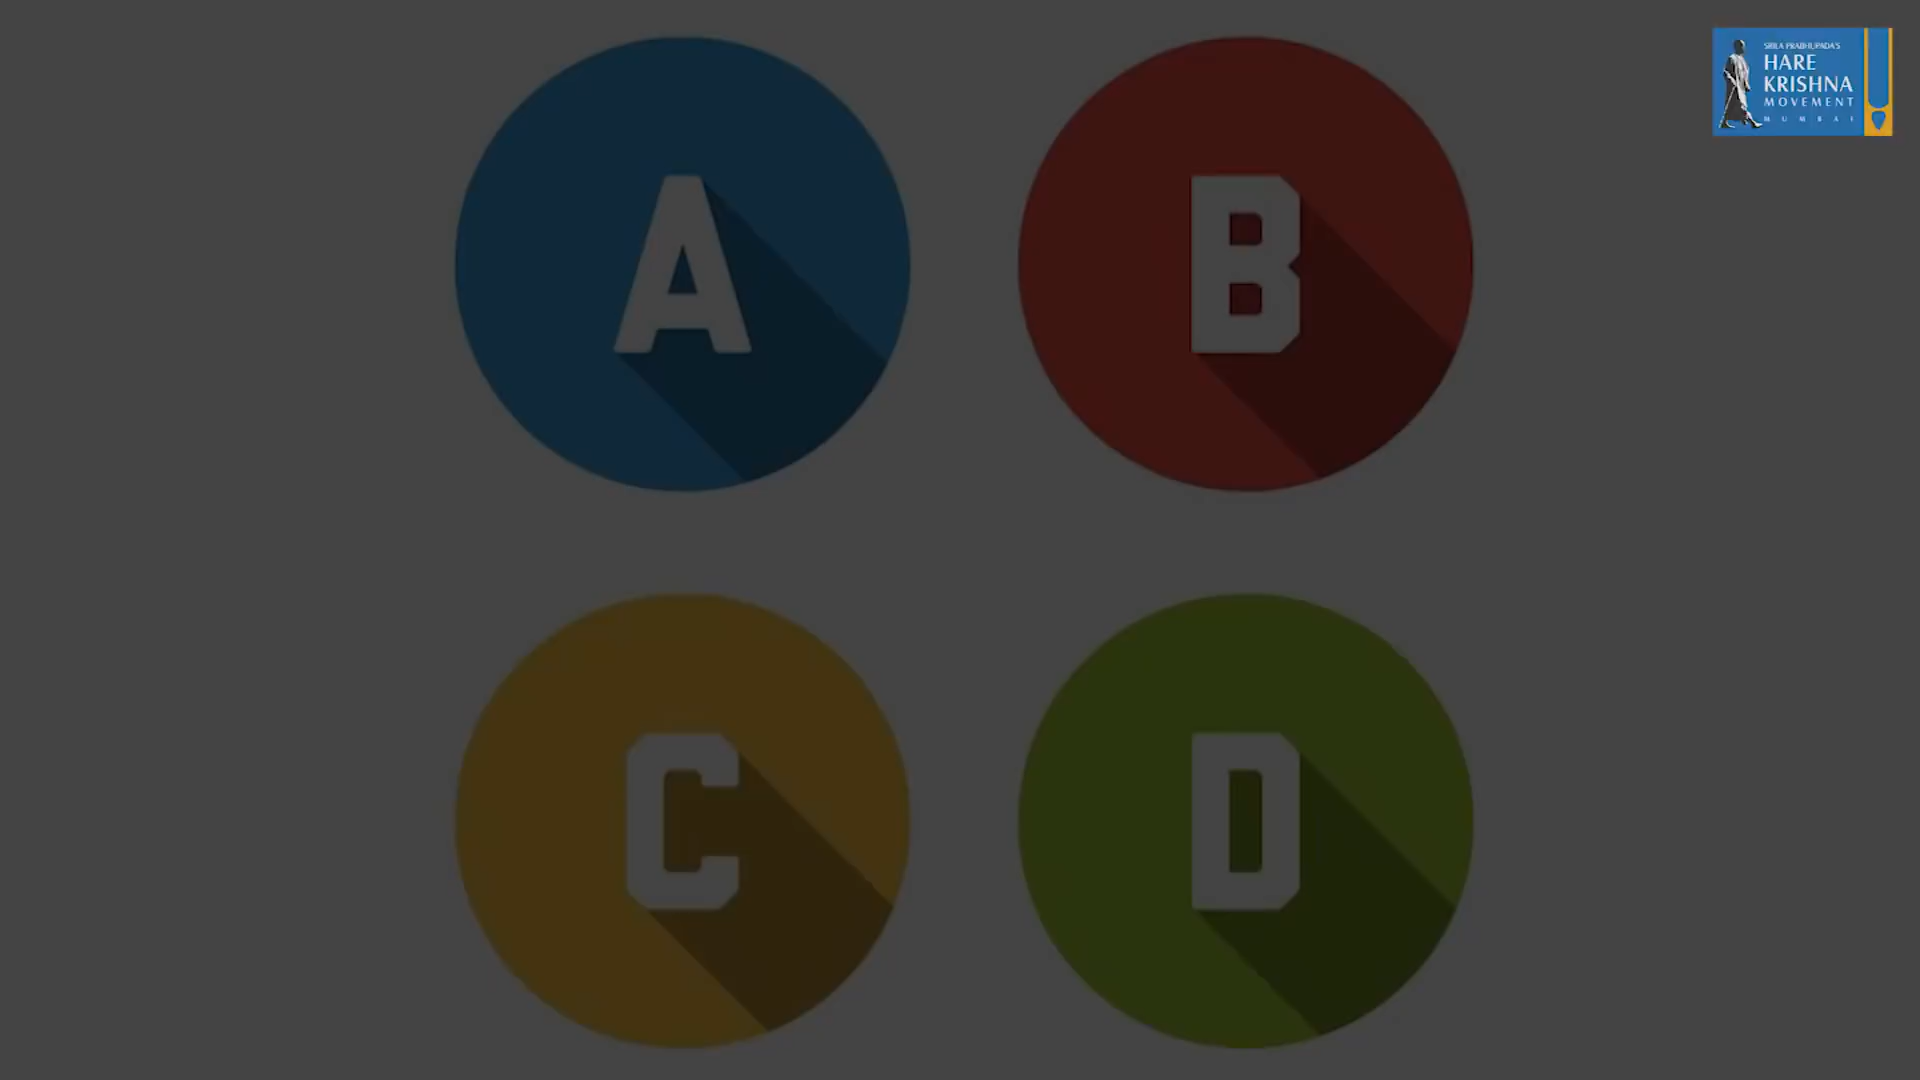 A B
C D
SRILA PRABHUPADA'S
HARE
KRISHNA
MOVEMENT
MUMBAI